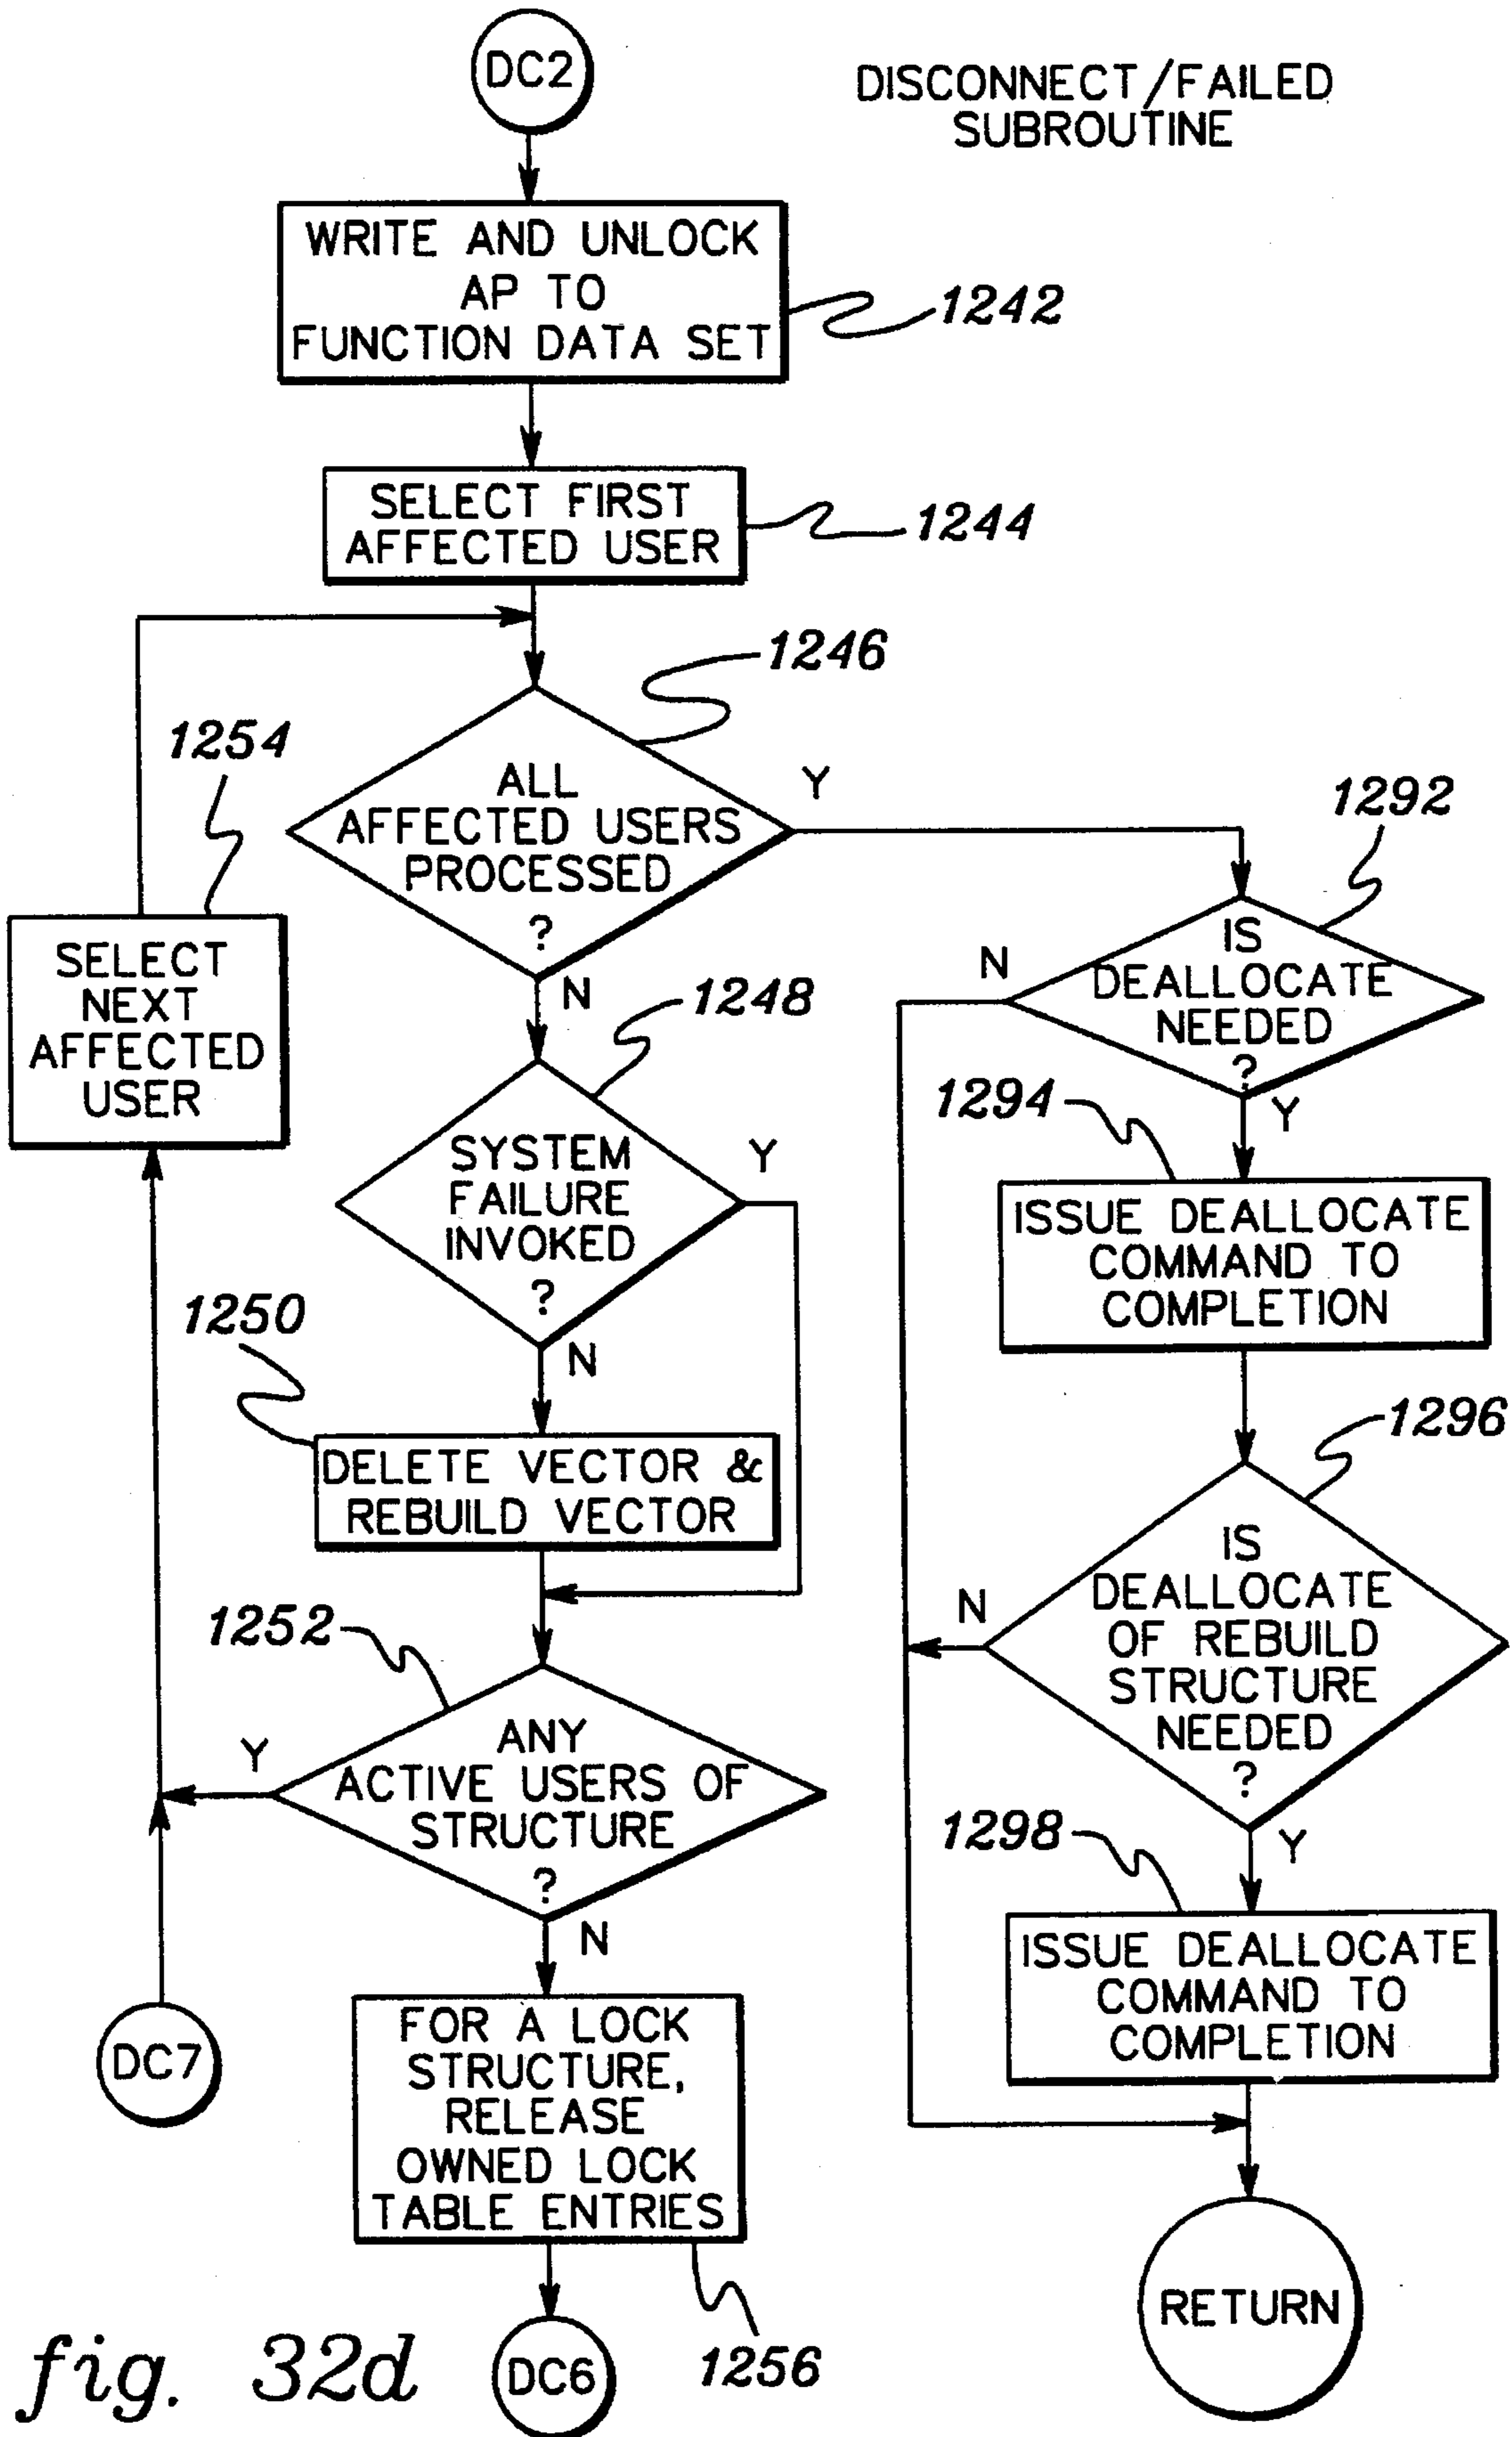 DC2
DISCONNECT/FAILED
SUBROUTINE
WRITE AND UNLOCK
AP TO
FUNCTION DATA SET
1242
SELECT FIRST
AFFECTED USER
1244
1246
1254
ALL
AFFECTED USERS
PROCESSED
?
Y
N
1292
IS
DEALLOCATE
NEEDED
?
N
Y
SELECT
NEXT
AFFECTED
USER
1248
SYSTEM
FAILURE
INVOKED
?
Y
N
1294
ISSUE DEALLOCATE
COMMAND TO
COMPLETION
1250
DELETE VECTOR &
REBUILD VECTOR
1296
IS
DEALLOCATE
OF REBUILD
STRUCTURE
NEEDED
?
N
Y
1252
ANY
ACTIVE USERS OF
STRUCTURE
?
Y
N
1298
ISSUE DEALLOCATE
COMMAND TO
COMPLETION
DC7
FOR A LOCK
STRUCTURE,
RELEASE
OWNED LOCK
TABLE ENTRIES
1256
DC6
RETURN
fig. 32d